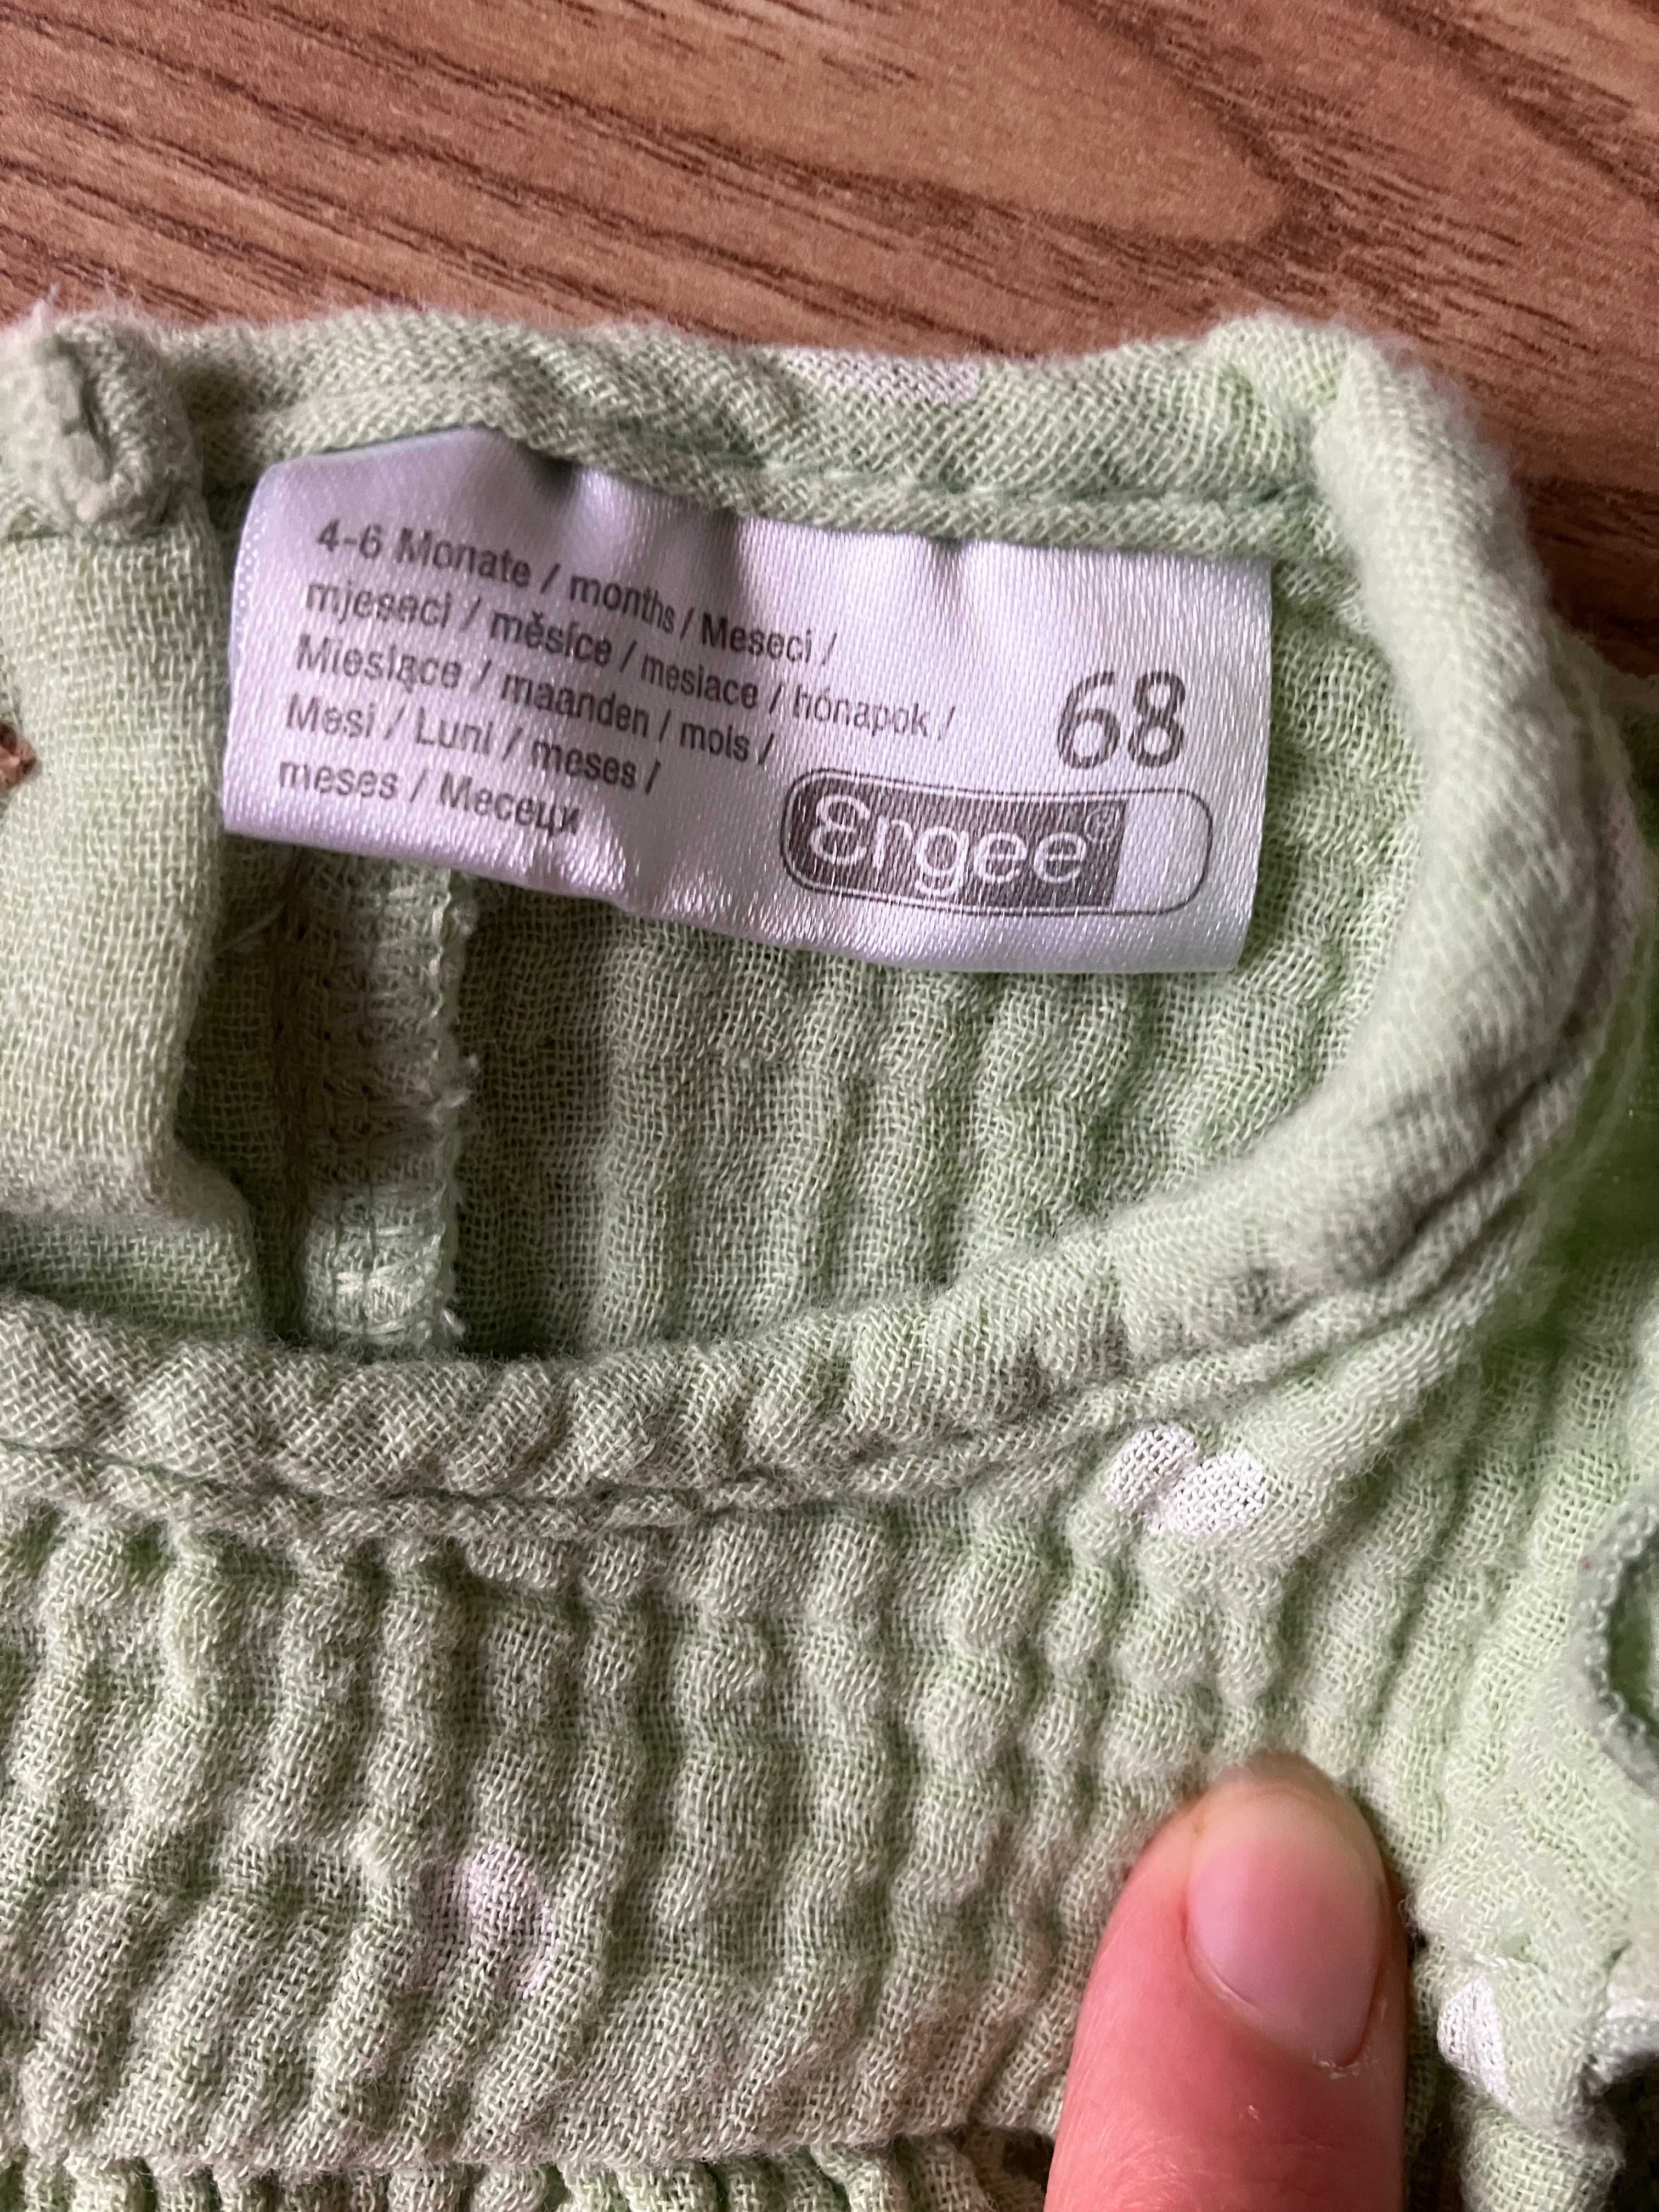 4-6 Monate / months / Meseci /
mjeseci / měsíce / mesiace / hónapok /
Miesiące / maanden / mois /
Mesi / Luni / meses /
meses / Месеци
68
Ergee®